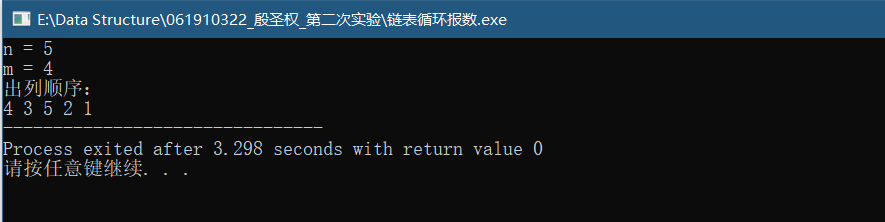 E:\Data Structure\061910322_殷圣权_第二次实验\链表循环报数.exe
n = 5
m = 4
出列顺序：
4 3 5 2 1
--------------------------------
Process exited after 3.298 seconds with return value 0
请按任意键继续. . .